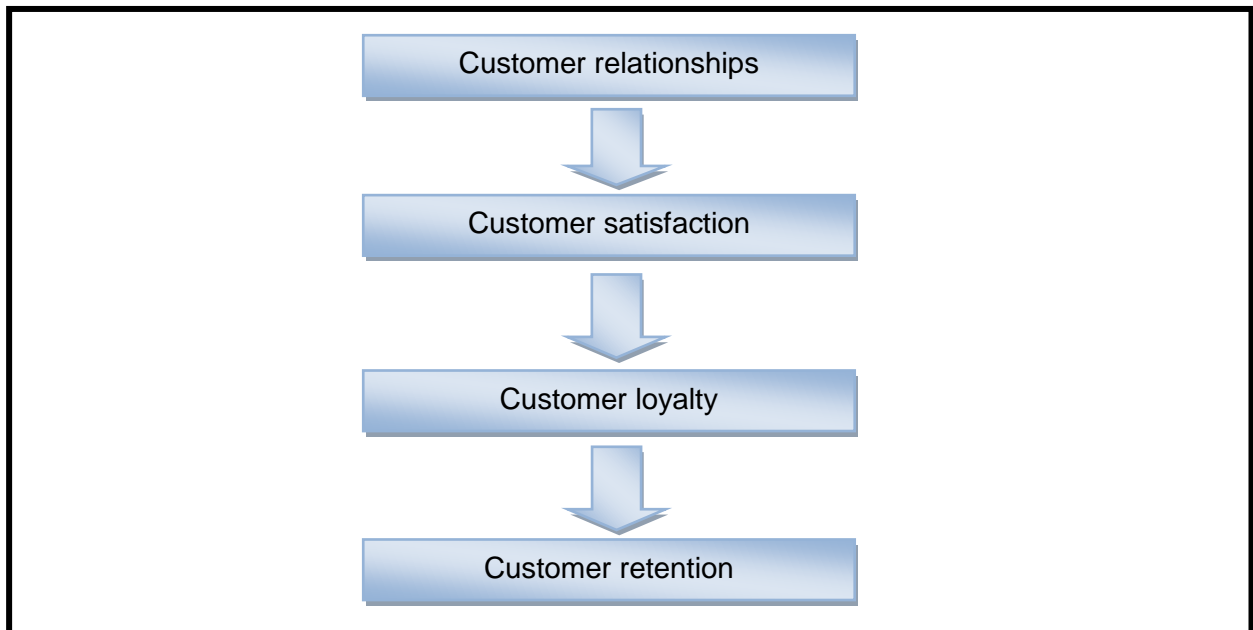 Customer relationships
Customer satisfaction
Customer loyalty
Customer retention